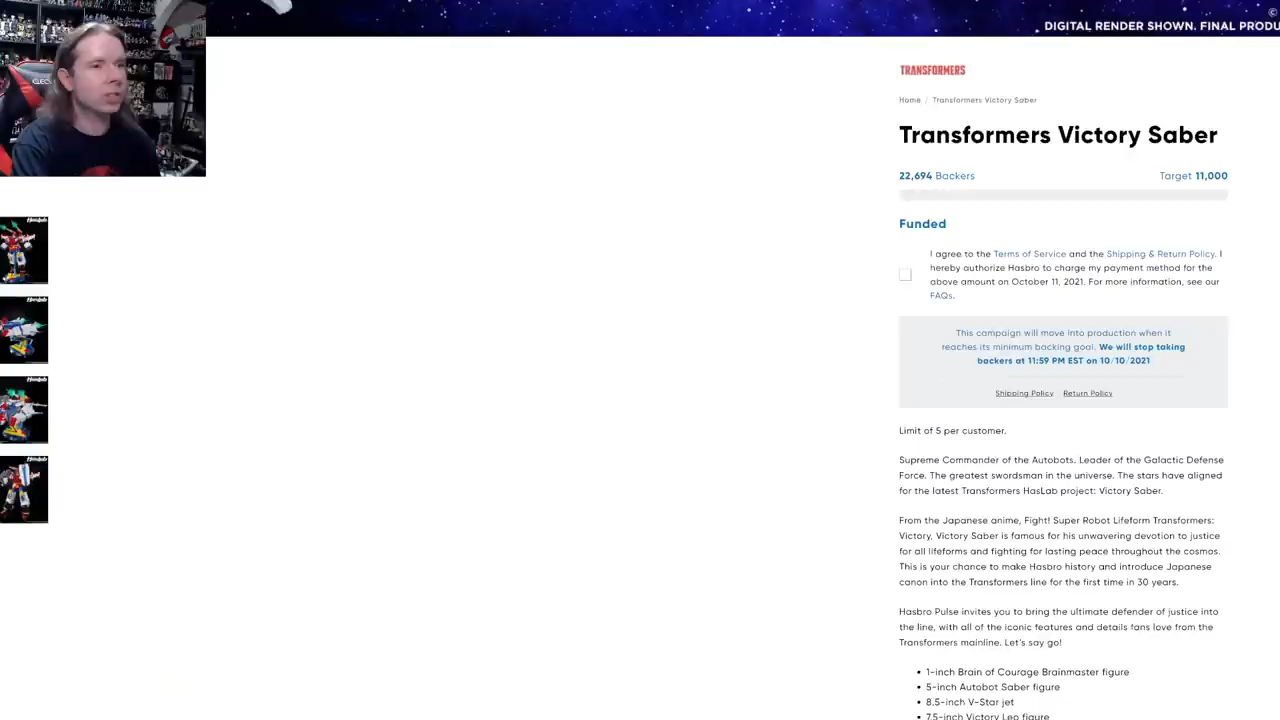 ©
DIGITAL RENDER SHOWN. FINAL PRODU
TRANSFORMERS
Home / Transformers Victory Saber
Transformers Victory Saber
22,694 Backers
Target 11,000
Funded
I agree to the Terms of Service and the Shipping & Return Policy. I
hereby authorize Hasbro to charge my payment method for the
above amount on October 11, 2021. For more information, see our
FAQs.
This campaign will move into production when it
reaches its minimum backing goal. We will stop taking
backers at 11:59 PM EST on 10/10/2021
Shipping Policy Return Policy
Limit of 5 per customer.
Supreme Commander of the Autobots. Leader of the Galactic Defense
Force. The greatest swordsman in the universe. The stars have aligned
for the latest Transformers HasLab project: Victory Saber.
From the Japanese anime, Fight! Super Robot Lifeform Transformers:
Victory, Victory Saber is famous for his unwavering devotion to justice
for all lifeforms and fighting for lasting peace throughout the cosmos.
This is your chance to make Hasbro history and introduce Japanese
canon into the Transformers line for the first time in 30 years.
Hasbro Pulse invites you to bring the ultimate defender of justice into
the line, with all of the iconic features and details fans love from the
Transformers mainline. Let's say go!
• 1-inch Brain of Courage Brainmaster figure
• 5-inch Autobot Saber figure
• 8.5-inch V-Star jet
• 7.5-inch Victory Leo figure
HasLab
HasLab
HasLab
HasLab